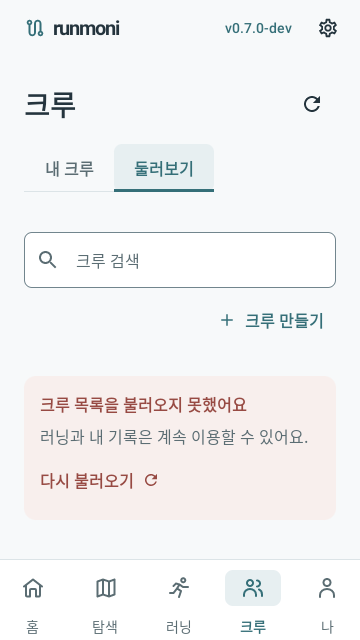 runmoni
v0.7.0-dev
크루
내 크루
둘러보기
크루 검색
+ 크루 만들기
크루 목록을 불러오지 못했어요
러닝과 내 기록은 계속 이용할 수 있어요.
다시 불러오기
홈
탐색
러닝
크루
나